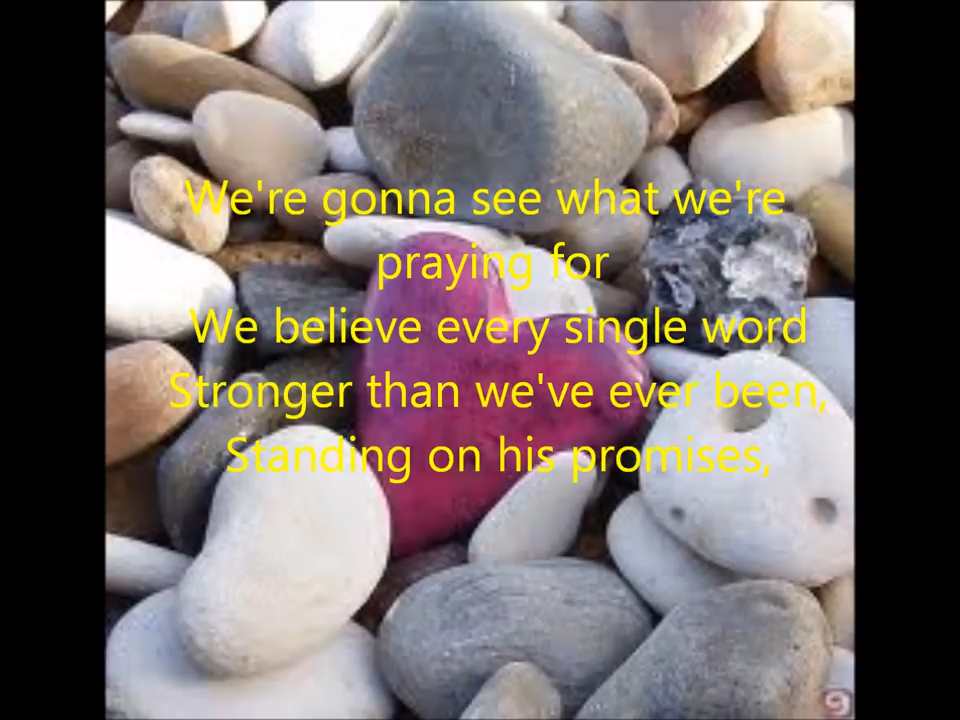 We're gonna see what we're
praying for
We believe every single word
Stronger than we've ever been,
Standing on his promises,